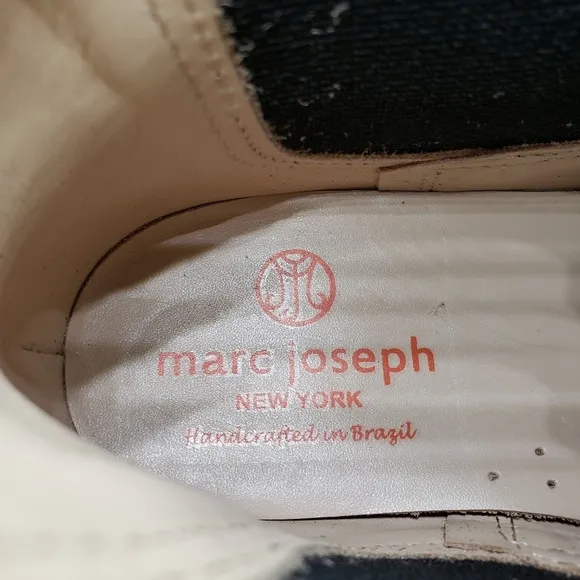 marc joseph
NEW YORK
Handcrafted in Brazil